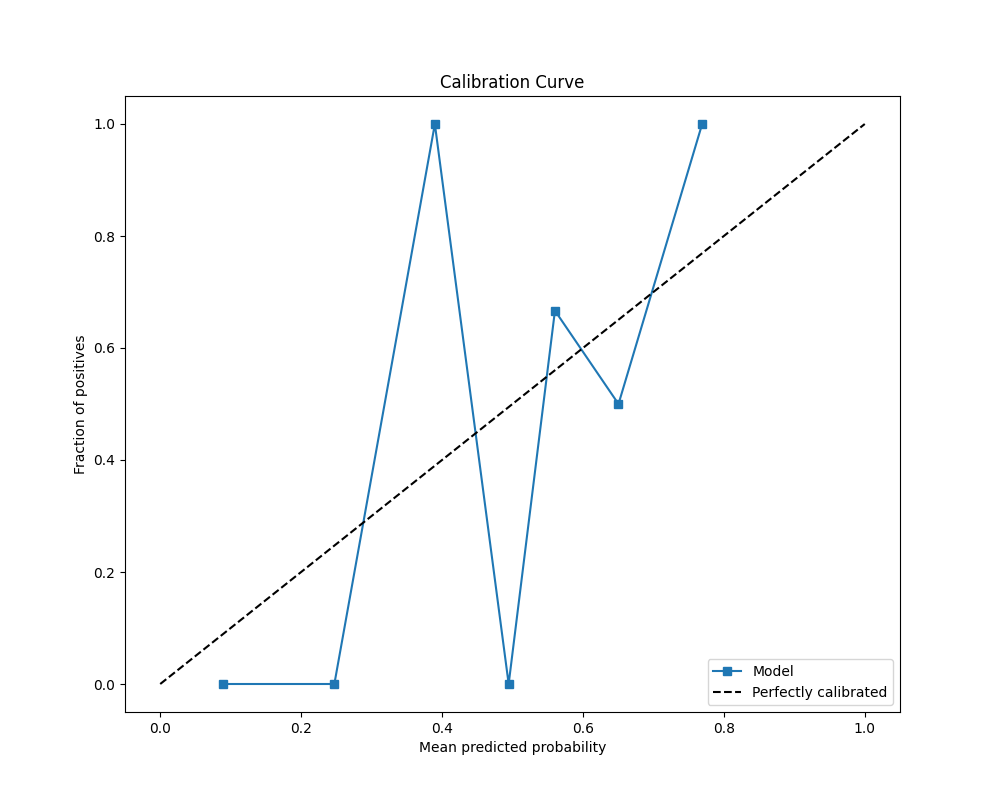 Calibration Curve
1.0
0.8
0.6
0.4
0.2
0.0
Fraction of positives
0.0 0.2 0.4 0.6 0.8 1.0
Mean predicted probability
Model
Perfectly calibrated